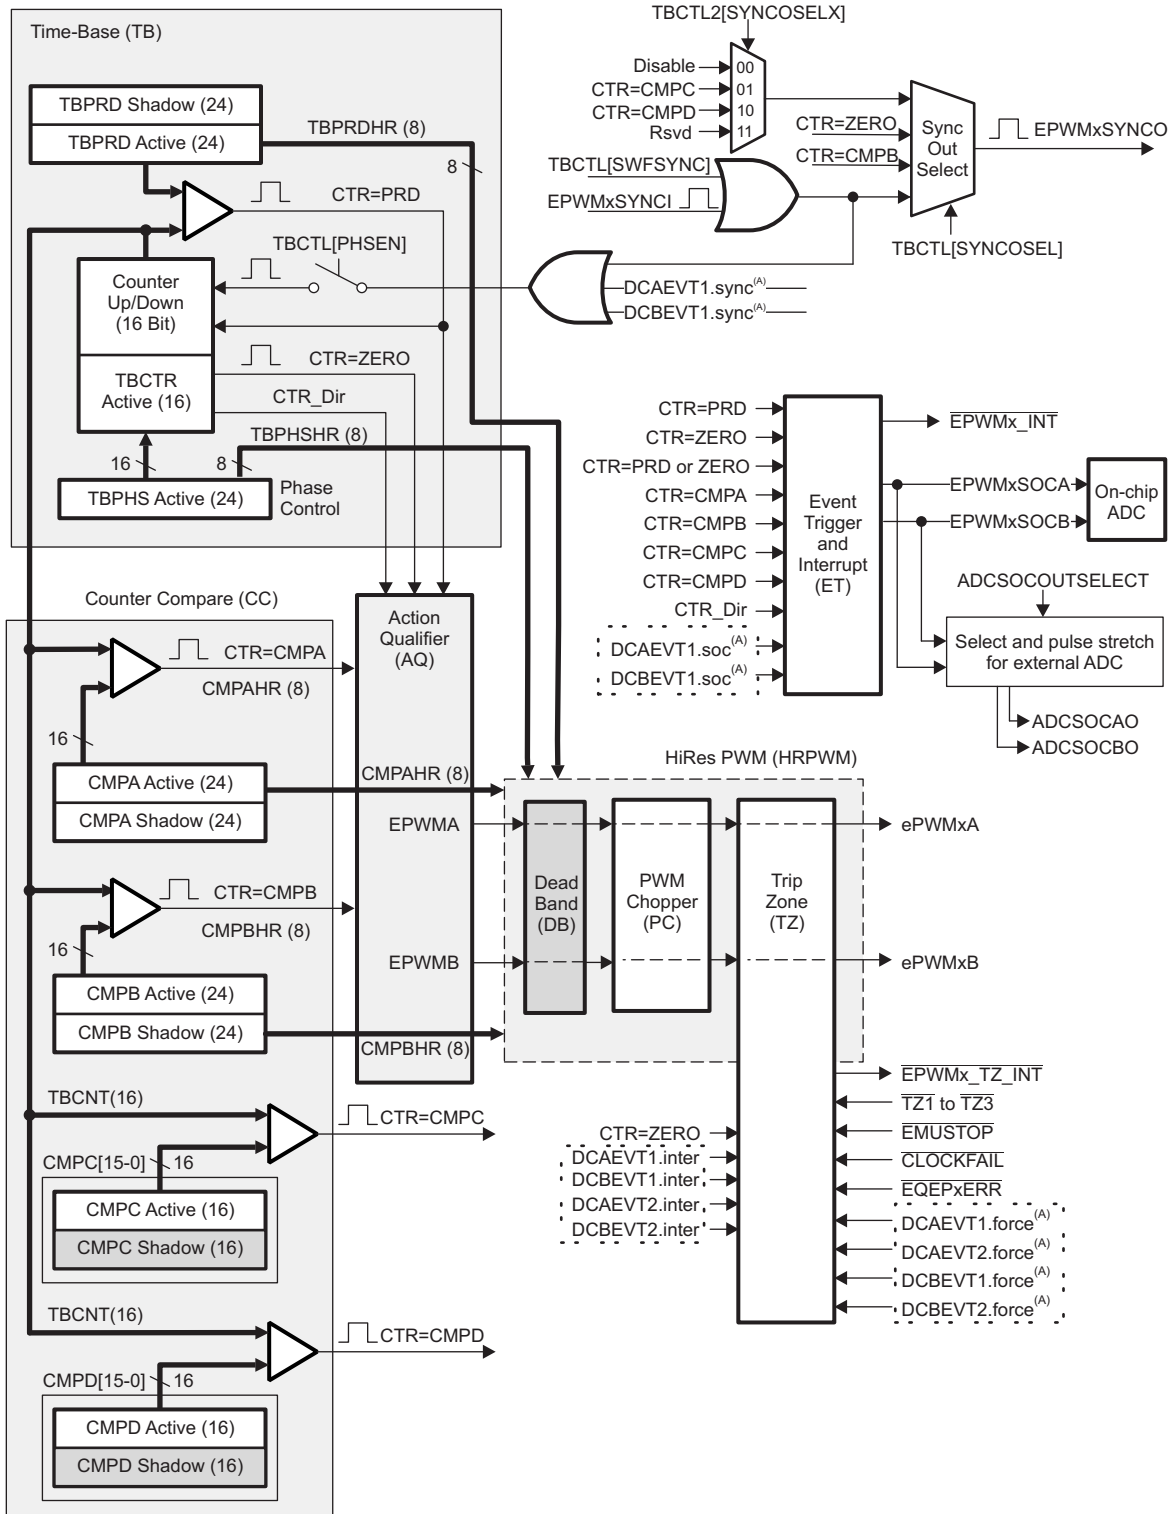 TBCTL2[SYNCOSELX]
Time-Base (TB)
Disable
00
CTR=CMPC
01
CTR=CMPD
10
Rsvd
11
TBPRD Shadow (24)
TBPRD Active (24)
TBPRDHR (8)
8
CTR=ZERO
CTR=CMPB
Sync
Out
Select
EPWMxSYNCO
TBCTL[SWFSYNC]
EPWMxSYNCI
TBCTL[SYNCOSEL]
CTR=PRD
TBCTL[PHSEN]
Counter
Up/Down
(16 Bit)
DCAEVT1.sync(A)
DCBEVT1.sync(A)
CTR=ZERO
TBCTR
Active (16)
CTR_Dir
TBPHSHR (8)
16
8
TBPHS Active (24)
Phase
Control
CTR=PRD
CTR=ZERO
CTR=PRD or ZERO
CTR=CMPA
CTR=CMPB
CTR=CMPC
CTR=CMPD
CTR_Dir
DCAEVT1.soc(A)
DCBEVT1.soc(A)
Event
Trigger
and
Interrupt
(ET)
EPWMx_INT
EPWMxSOCA
EPWMxSOCB
On-chip
ADC
ADCSOCOUTSELECT
Select and pulse stretch
for external ADC
ADCSOCAO
ADCSOCBO
Counter Compare (CC)
Action
Qualifier
(AQ)
CTR=CMPA
CMPAHR (8)
16
CMPA Active (24)
CMPA Shadow (24)
CMPAHR (8)
HiRes PWM (HRPWM)
EPWMA
ePWMxA
CTR=CMPB
CMPBHR (8)
16
Dead
Band
(DB)
PWM
Chopper
(PC)
Trip
Zone
(TZ)
EPWMB
ePWMxB
CMPB Active (24)
CMPB Shadow (24)
CMPBHR (8)
EPWMx_TZ_INT
TZ1 to TZ3
EMUSTOP
CLOCKFAIL
EQEPxERR
DCAEVT1.force(A)
DCAEVT2.force(A)
DCBEVT1.force(A)
DCBEVT2.force(A)
CTR=ZERO
DCAEVT1.inter
DCBEVT1.inter
DCAEVT2.inter
DCBEVT2.inter
TBCNT(16)
CTR=CMPC
CMPC[15-0]
16
CMPC Active (16)
CMPC Shadow (16)
TBCNT(16)
CTR=CMPD
CMPD[15-0]
16
CMPD Active (16)
CMPD Shadow (16)